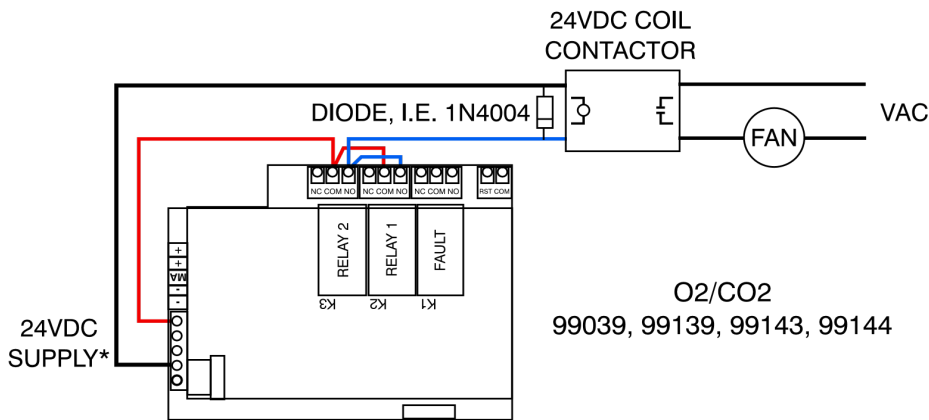 24VDC COIL
CONTACTOR
DIODE, I.E. 1N4004
VAC
FAN
NC COM NO NC COM NO NC COM NO RST COM
RELAY 2
RELAY 1
FAULT
K3
K2
K1
+
+
MA
-
-
24VDC
SUPPLY*
O2/CO2
99039, 99139, 99143, 99144